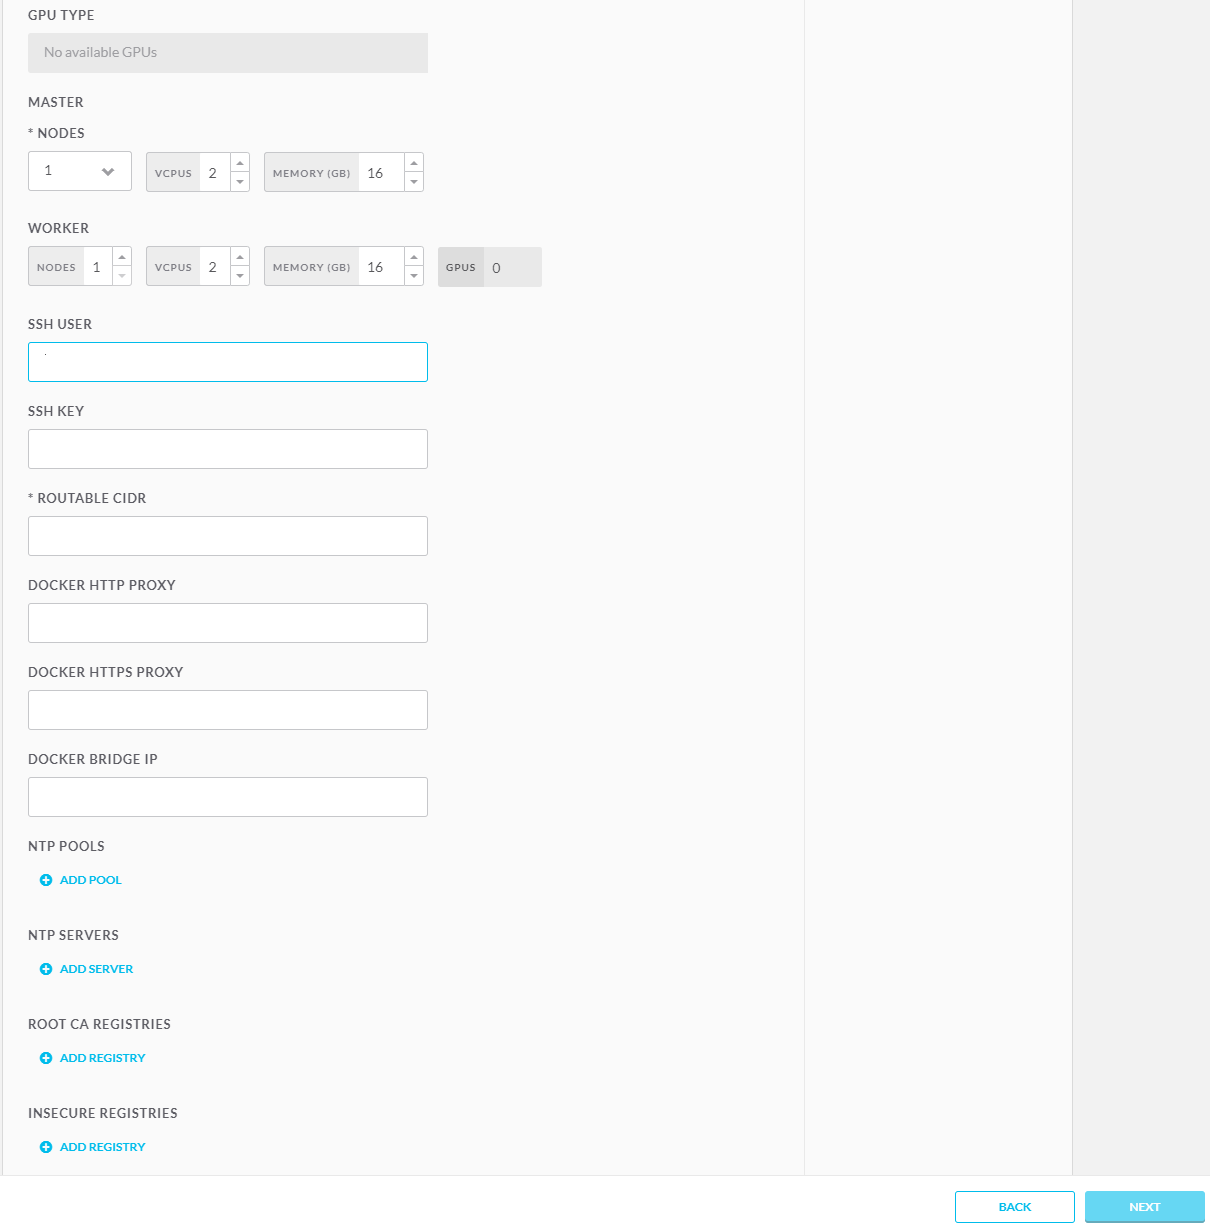 GPU TYPE
No available GPUs
MASTER
* NODES
1 VCPUS 2 MEMORY (GB) 16
WORKER
NODES 1 VCPUS 2 MEMORY (GB) 16 GPUS 0
SSH USER
SSH KEY
* ROUTABLE CIDR
DOCKER HTTP PROXY
DOCKER HTTPS PROXY
DOCKER BRIDGE IP
NTP POOLS
ADD POOL
NTP SERVERS
ADD SERVER
ROOT CA REGISTRIES
ADD REGISTRY
INSECURE REGISTRIES
ADD REGISTRY
BACK NEXT